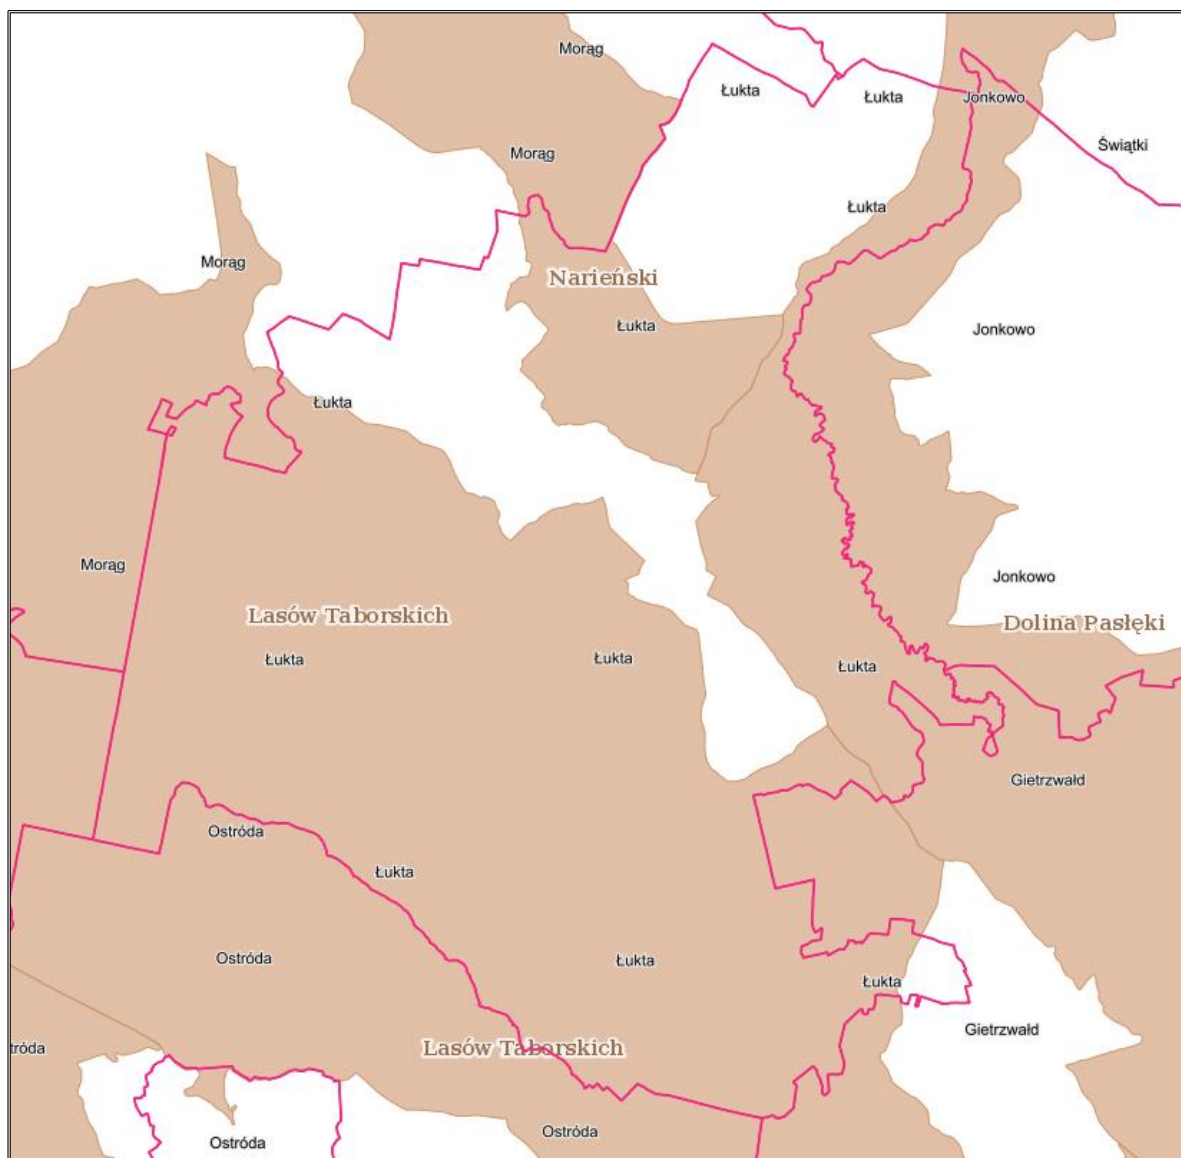 Morąg
Łukta
Łukta
Jonkowo
Świątki
Morąg
Łukta
Morąg
Narieński
Łukta
Jonkowo
Łukta
Morąg
Jonkowo
Lasów Taborskich
Dolina Pasłęki
Łukta
Łukta
Łukta
Gietrzwałd
Ostróda
Łukta
Ostróda
Łukta
Łukta
Gietrzwałd
tróda
Lasów Taborskich
Ostróda
Ostróda